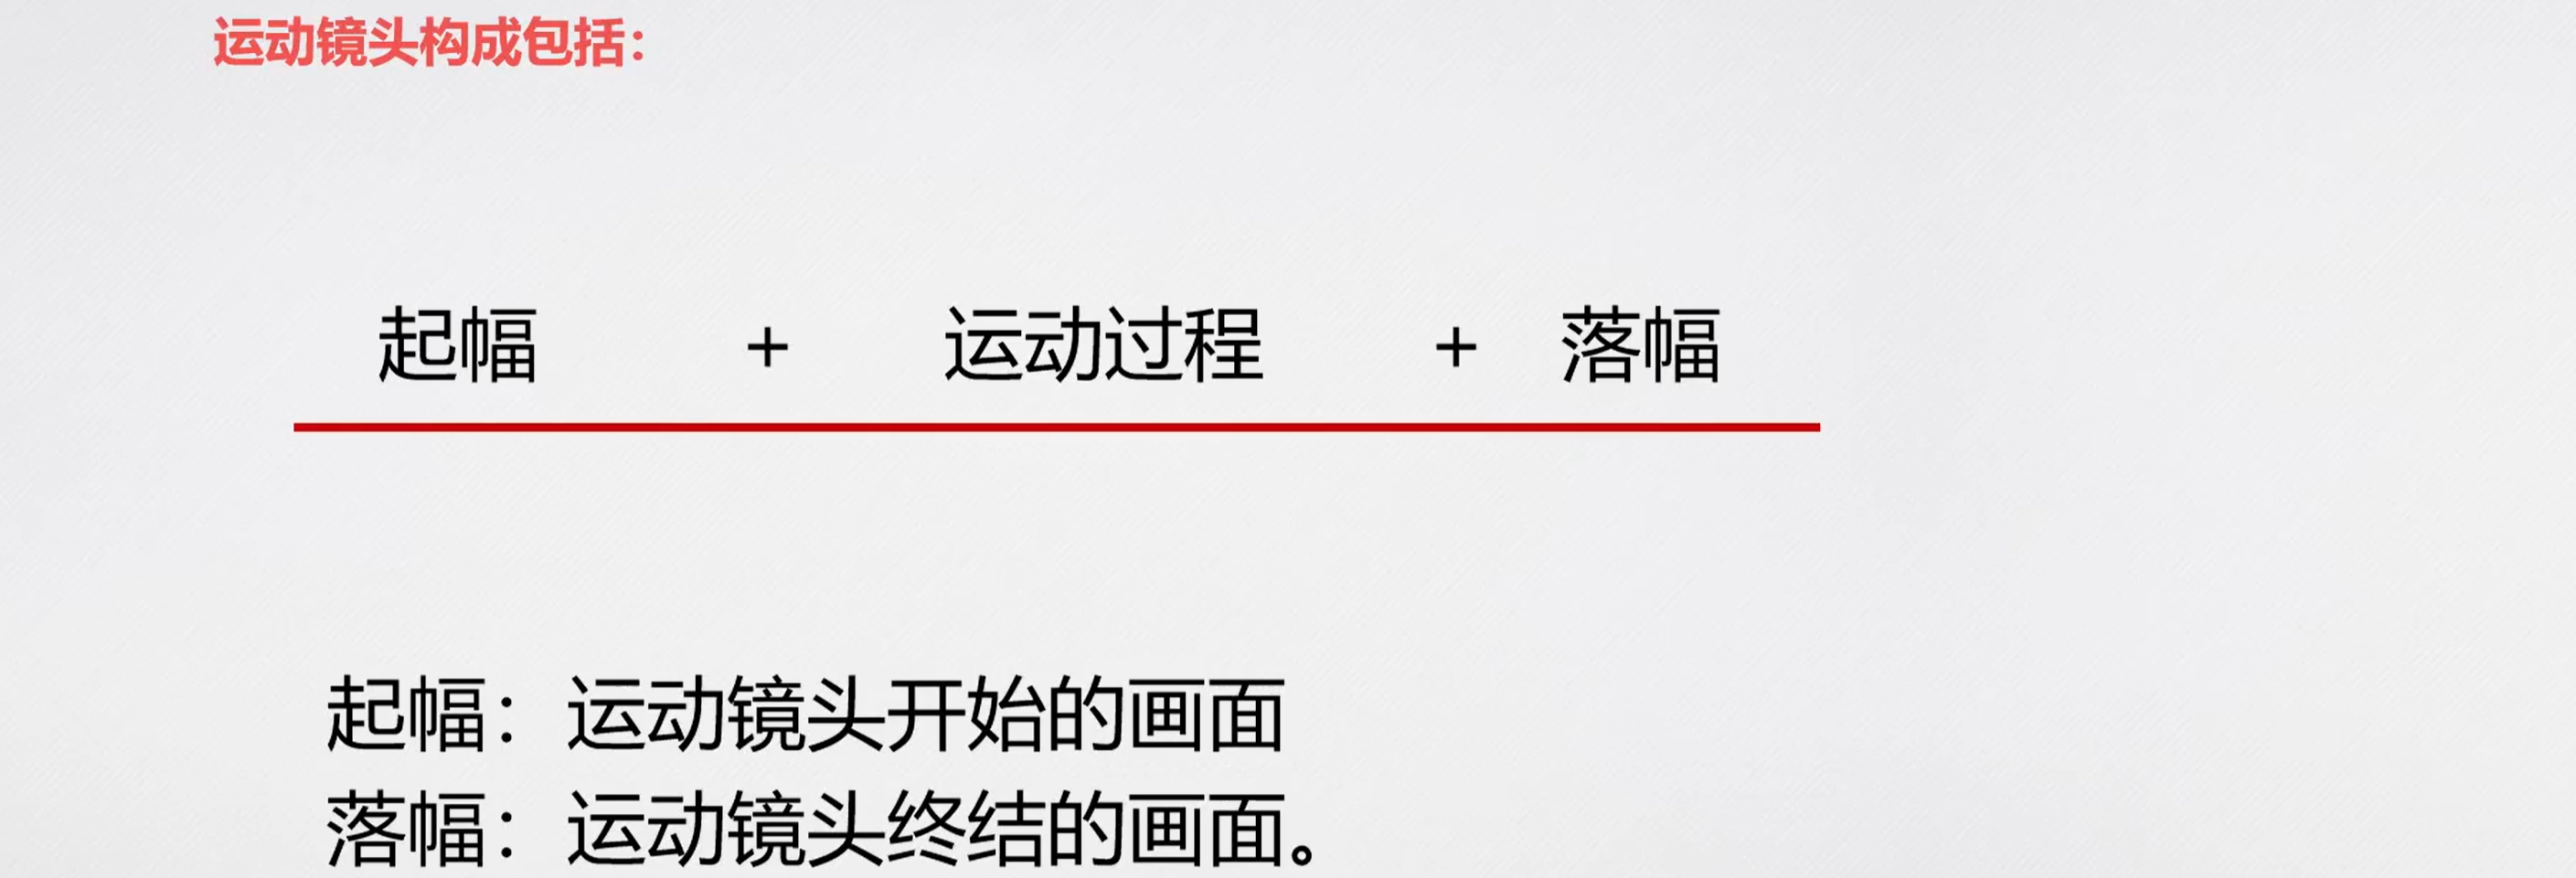 运动镜头构成包括：
起幅 + 运动过程 + 落幅
起幅：运动镜头开始的画面
落幅：运动镜头终结的画面。